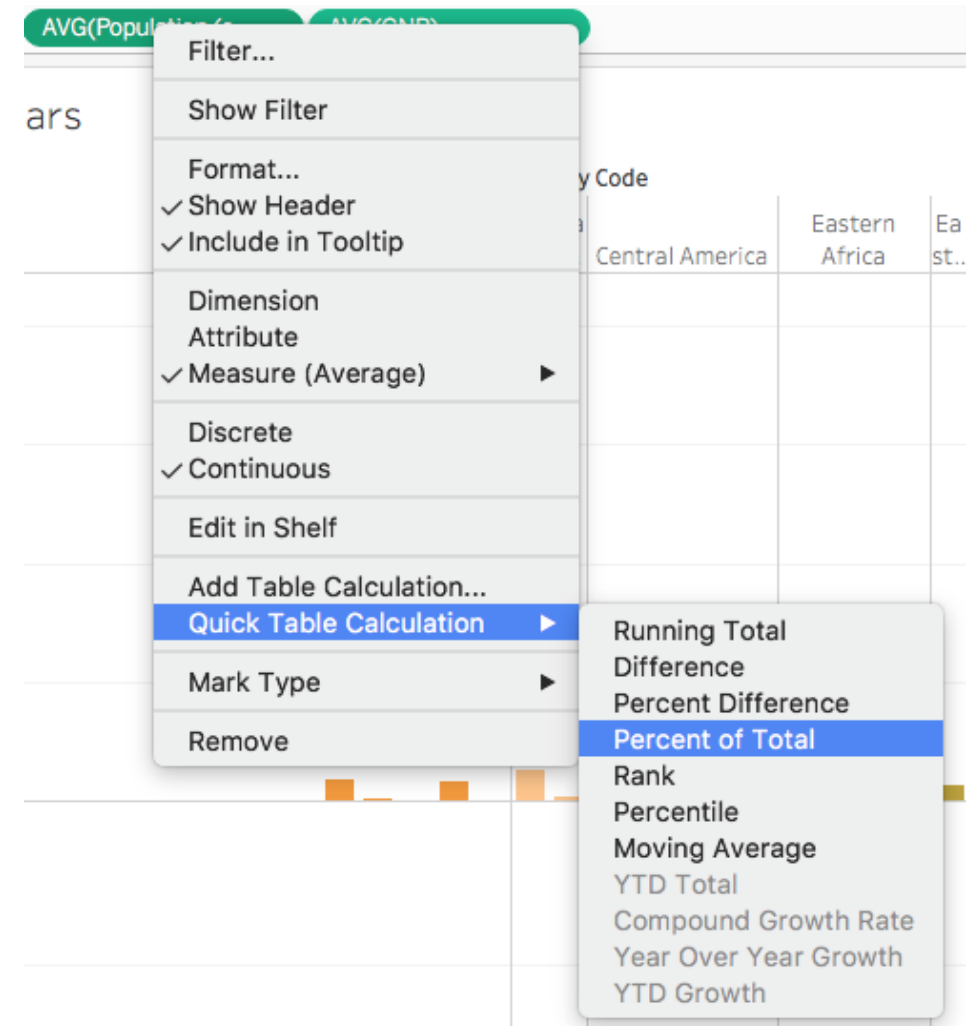 AVG(Popul
Filter...
Show Filter
ars
Format...
y Code
Show Header
Include in Tooltip
Eastern
Africa
Ea
st..
Central America
Dimension
Attribute
Measure (Average)
Discrete
Continuous
Edit in Shelf
Add Table Calculation...
Quick Table Calculation
Mark Type
Remove
Running Total
Difference
Percent Difference
Percent of Total
Rank
Percentile
Moving Average
YTD Total
Compound Growth Rate
Year Over Year Growth
YTD Growth